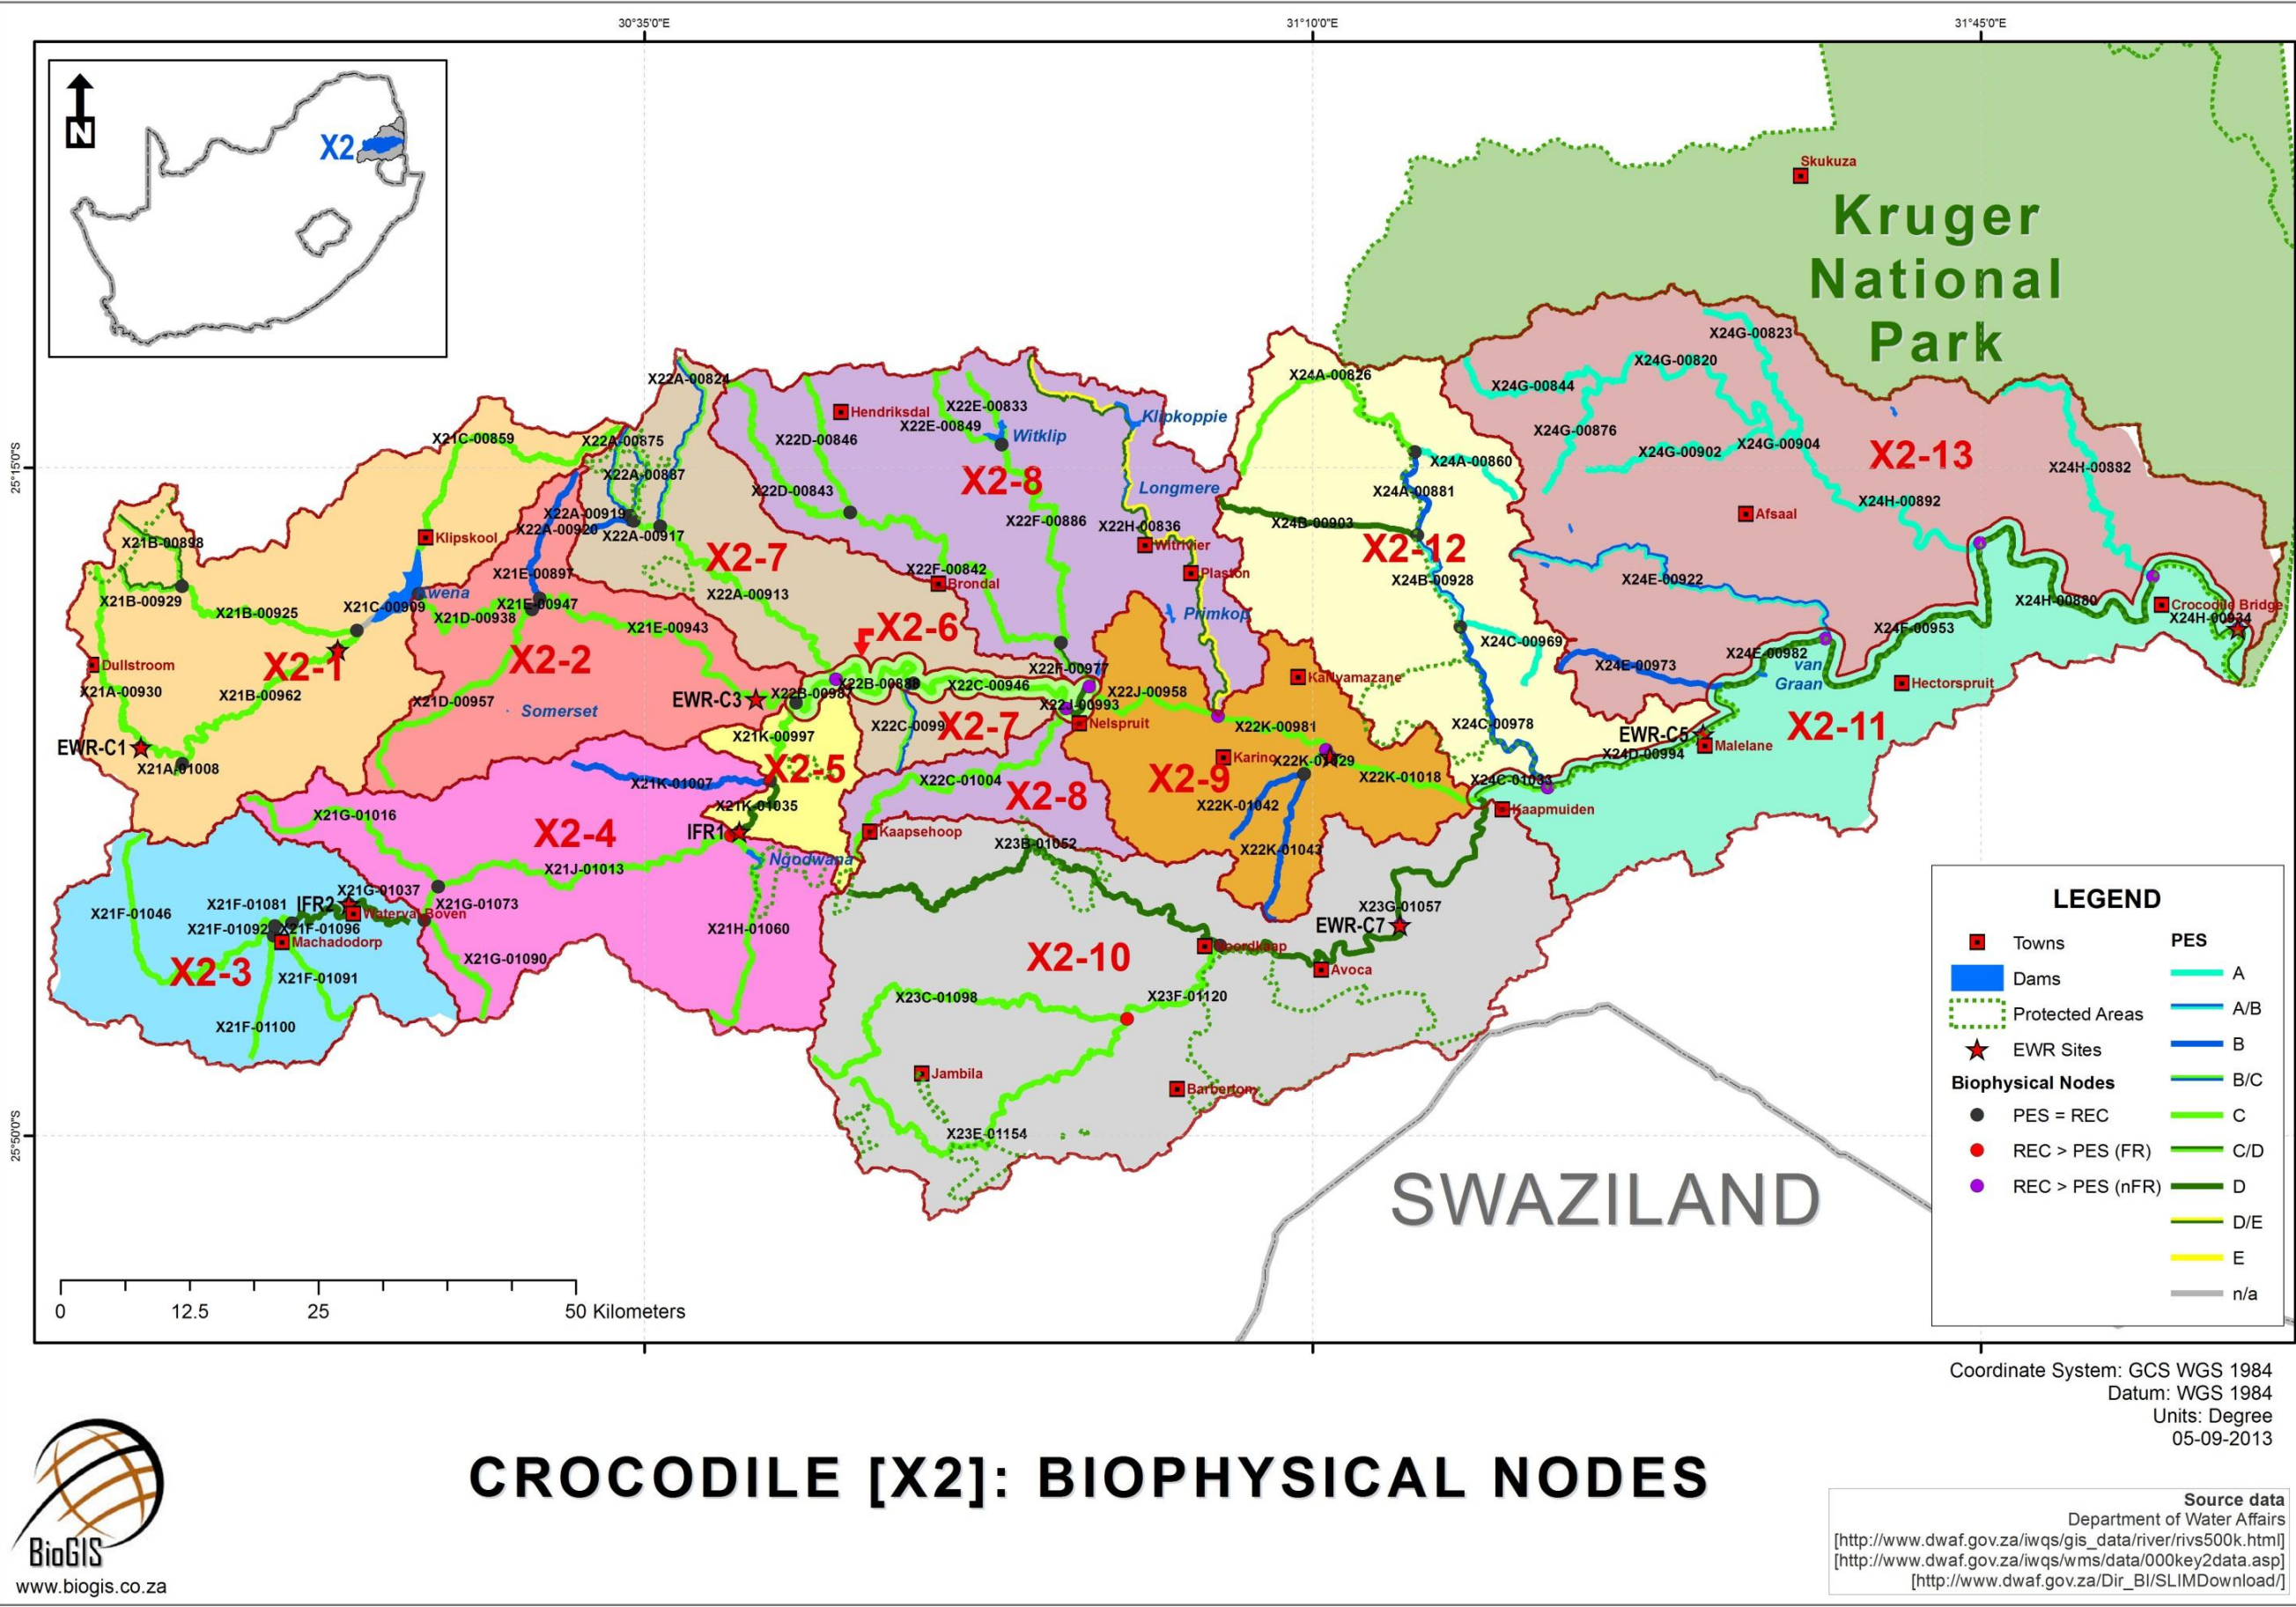 30°35'0"E
31°10'0"E
31°45'0"E
25°15'0"S
25°50'0"S
N
X2
Skukuza
Kruger
National
Park
X24G-00823
X24G-00820
X24G-00844
X24G-00876
X24G-00902
X24G-00904
X2-13
X24H-00882
X24H-00892
Afsaal
X24E-00922
X24H-00880
Crocodile Bridge
X24H-00934
X24F-00953
X24E-00982
van
Graan
X24E-00973
Hectorspruit
X2-11
EWR-C5
Malelane
X24D-00994
X24A-00826
X24A-00860
X24A-00881
X24B-00903
X2-12
X24B-00928
X24C-00969
X24C-00978
X24C-01033
Kaapmuiden
X22A-00824
Hendriksdal
X22E-00833
X22E-00849
Witklip
Klipkoppie
X22D-00846
X2-8
Longmere
X22D-00843
X22F-00886
X22H-00836
Witrivier
Plaston
X22F-00842
Brondal
Primkop
X22F-00977
X21C-00859
X22A-00875
X22A-00887
X22A-00919
X22A-00920
X22A-00917
X2-7
X22A-00913
X2-6
X22B-00888
X22B-00987
X22C-00946
X22J-00993
X22J-00958
Nelspruit
X2-7
X2-8
X22C-01004
Kaapsehoop
X21B-00898
Klipskool
X21B-00929
X21B-00925
X21C-00909
X2-1
Dullstroom
X21A-00930
X21B-00962
EWR-C1
X21A-01008
X21E-00897
X21E-00947
X21D-00938
X21E-00943
X2-2
X21D-00957
Somerset
EWR-C3
X21K-00997
X2-5
X21K-01007
X21K-01035
IFR1
Ngodwana
X21G-01016
X2-4
X21J-01013
X21G-01037
X21G-01073
X21F-01081
IFR2
Waterval Boven
X21F-01046
X21F-01092
X21F-01096
Machadodorp
X2-3
X21F-01091
X21G-01090
X21H-01060
X21F-01100
Karino
X2-9
X22K-00981
X22K-01018
X22K-01042
X22K-01043
X23B-01052
X23G-01057
EWR-C7
X2-10
Avoca
X23C-01098
X23F-01120
Jambila
Barberton
X23E-01154
SWAZILAND
0 12.5 25 50 Kilometers
LEGEND
Towns
Dams
Protected Areas
EWR Sites
Biophysical Nodes
PES = REC
REC > PES (FR)
REC > PES (nFR)
PES
A
A/B
B
B/C
C
C/D
D
D/E
E
n/a
Coordinate System: GCS WGS 1984
Datum: WGS 1984
Units: Degree
05-09-2013
CROCODILE [X2]: BIOPHYSICAL NODES
BioGIS
www.biogis.co.za
Source data
Department of Water Affairs
[http://www.dwaf.gov.za/iwqs/gis_data/river/rivs500k.html]
[http://www.dwaf.gov.za/iwqs/wms/data/000key2data.asp]
[http://www.dwaf.gov.za/Dir_BI/SLIMDownload/]